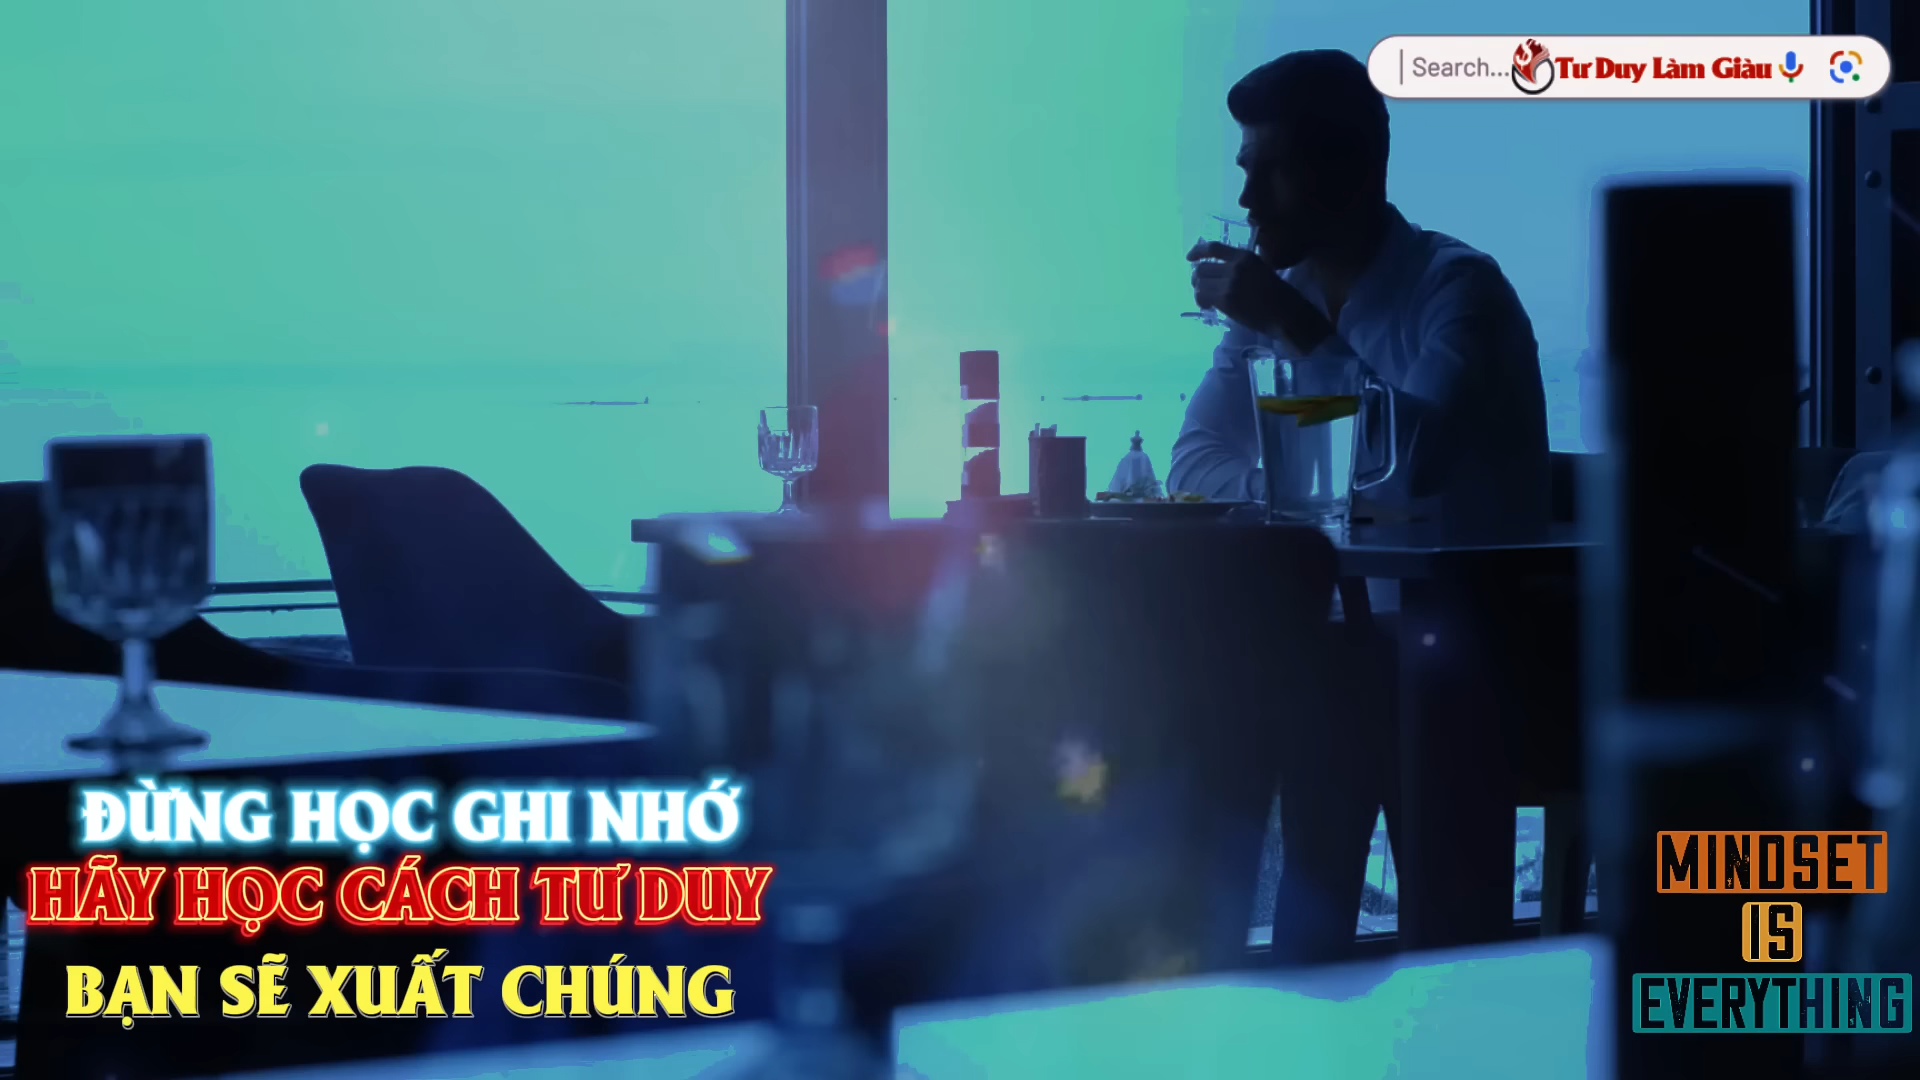 Search... Tư Duy Làm Giàu
ĐỪNG HỌC GHI NHỚ
HÃY HỌC CÁCH TƯ DUY
BẠN SẼ XUẤT CHÚNG
MINDSET
IS
EVERYTHING